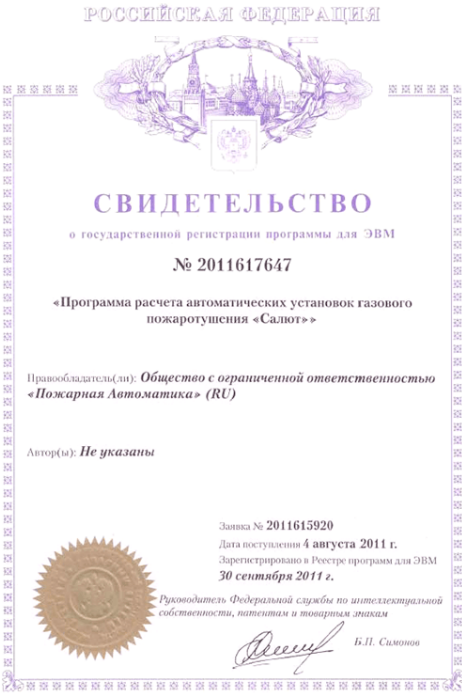 РОССИЙСКАЯ ФЕДЕРАЦИЯ
СВИДЕТЕЛЬСТВО
о государственной регистрации программы для ЭВМ
№ 2011617647
«Программа расчета автоматических установок газового
пожаротушения «Салют»»
Правообладатель(ли): Общество с ограниченной ответственностью
«Пожарная Автоматика» (RU)
Автор(ы): Не указаны
Заявка № 2011615920
Дата поступления 4 августа 2011 г.
Зарегистрировано в Реестре программ для ЭВМ
30 сентября 2011 г.
Руководитель Федеральной службы по интеллектуальной
собственности, патентам и товарным знакам
Б.П. Симонов